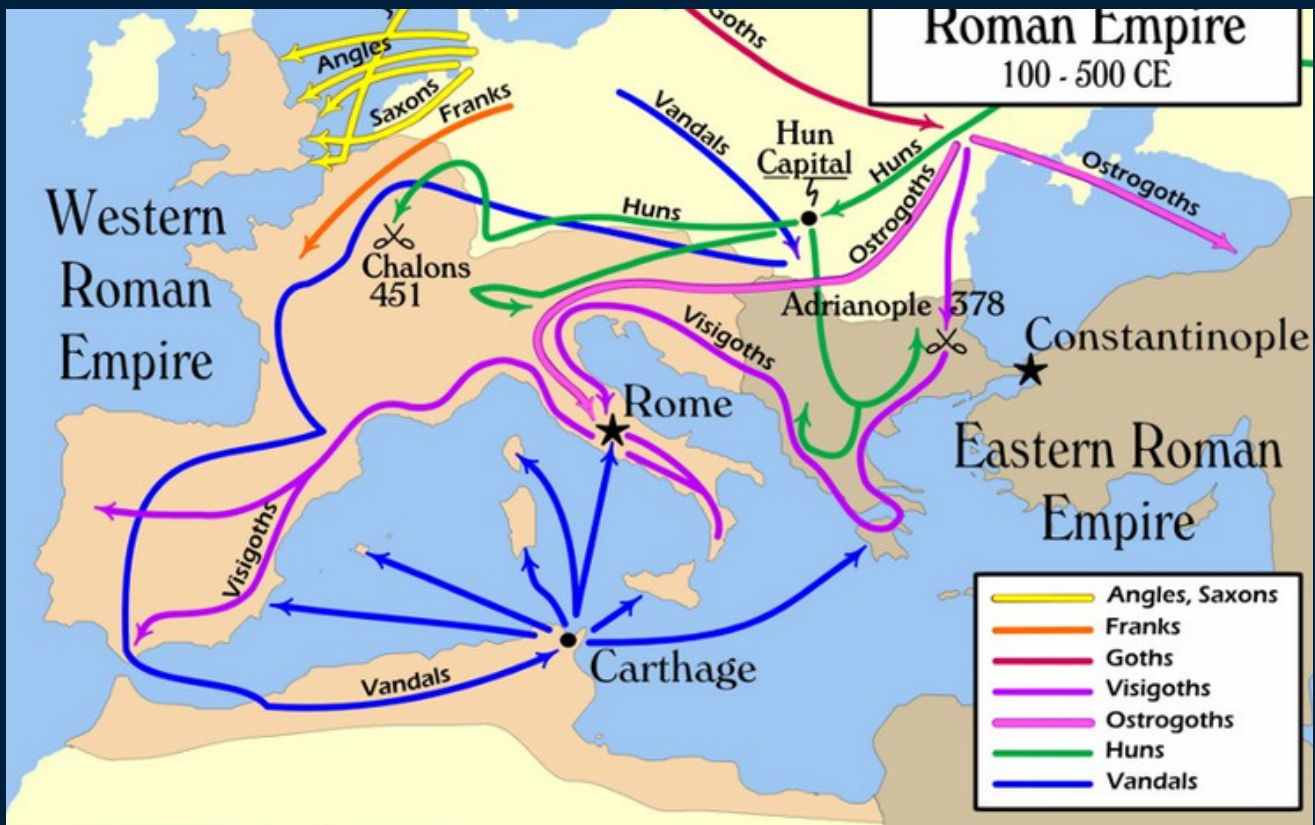 Roman Empire
100 - 500 CE
Goths
Angles
Saxons
Franks
Vandals
Hun
Capital
Huns
Ostrogoths
Ostrogoths
Huns
Western
Roman
Empire
Chalons
451
Adrianople 378
Constantinople
Visigoths
Rome
Eastern Roman
Empire
Visigoths
Carthage
Vandals
Angles, Saxons
Franks
Goths
Visigoths
Ostrogoths
Huns
Vandals